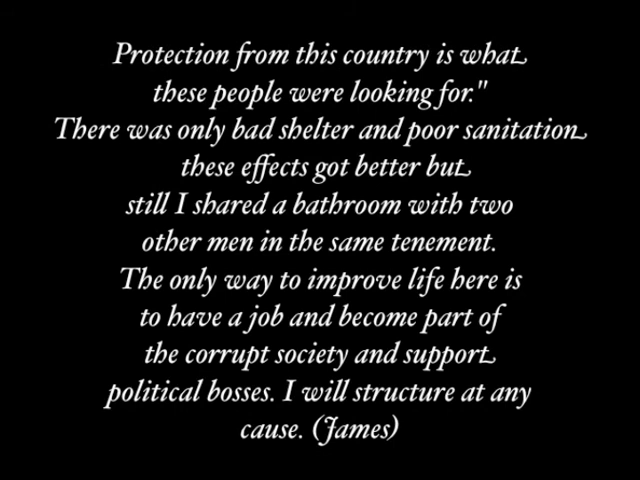 Protection from this country is what
these people were looking for."
There was only bad shelter and poor sanitation
these effects got better but
still I shared a bathroom with two
other men in the same tenement.
The only way to improve life here is
to have a job and become part of
the corrupt society and support
political bosses. I will structure at any
cause. (James)